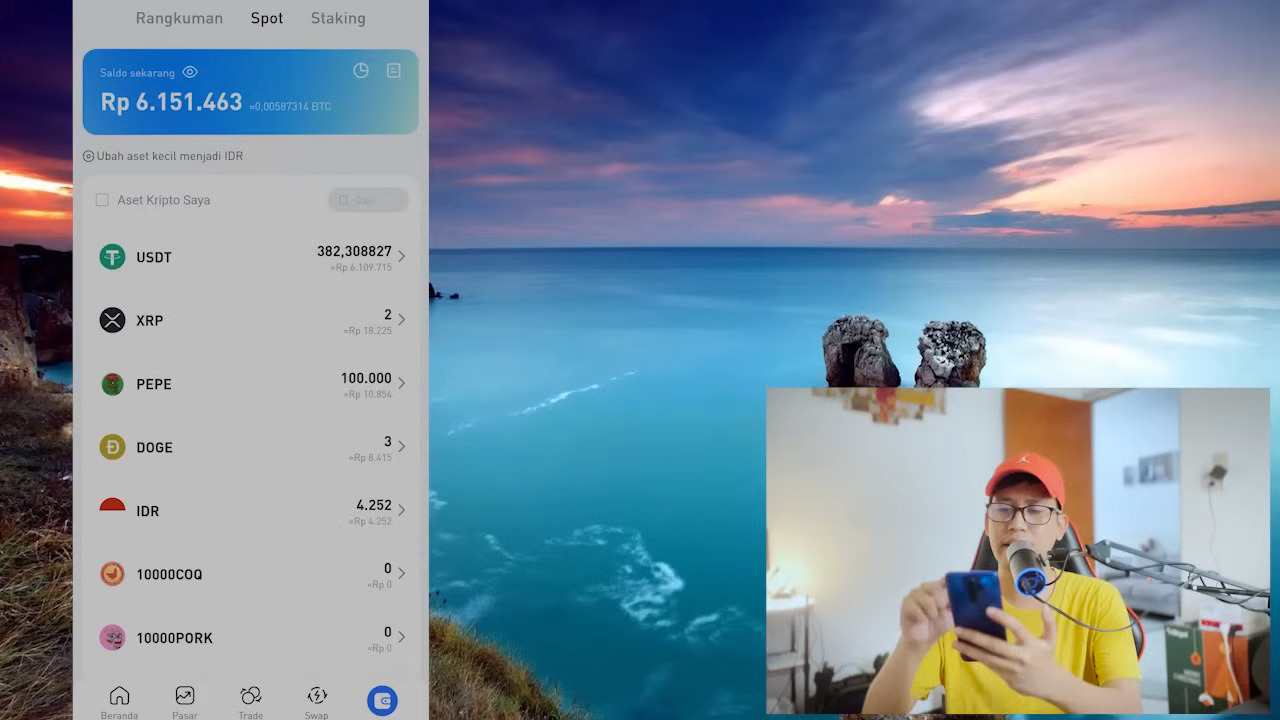 Rangkuman Spot Staking
Saldo sekarang
Rp 6.151.463 ≈0,00587314 BTC
Ubah aset kecil menjadi IDR
Aset Kripto Saya Cari
USDT 382,308827
≈Rp 6.109.715
XRP 2
≈Rp 18.225
PEPE 100.000
≈Rp 10.854
DOGE 3
≈Rp 8.415
IDR 4.252
≈Rp 4.252
10000COQ 0
≈Rp 0
10000PORK 0
≈Rp 0
Beranda Pasar Trade Swap